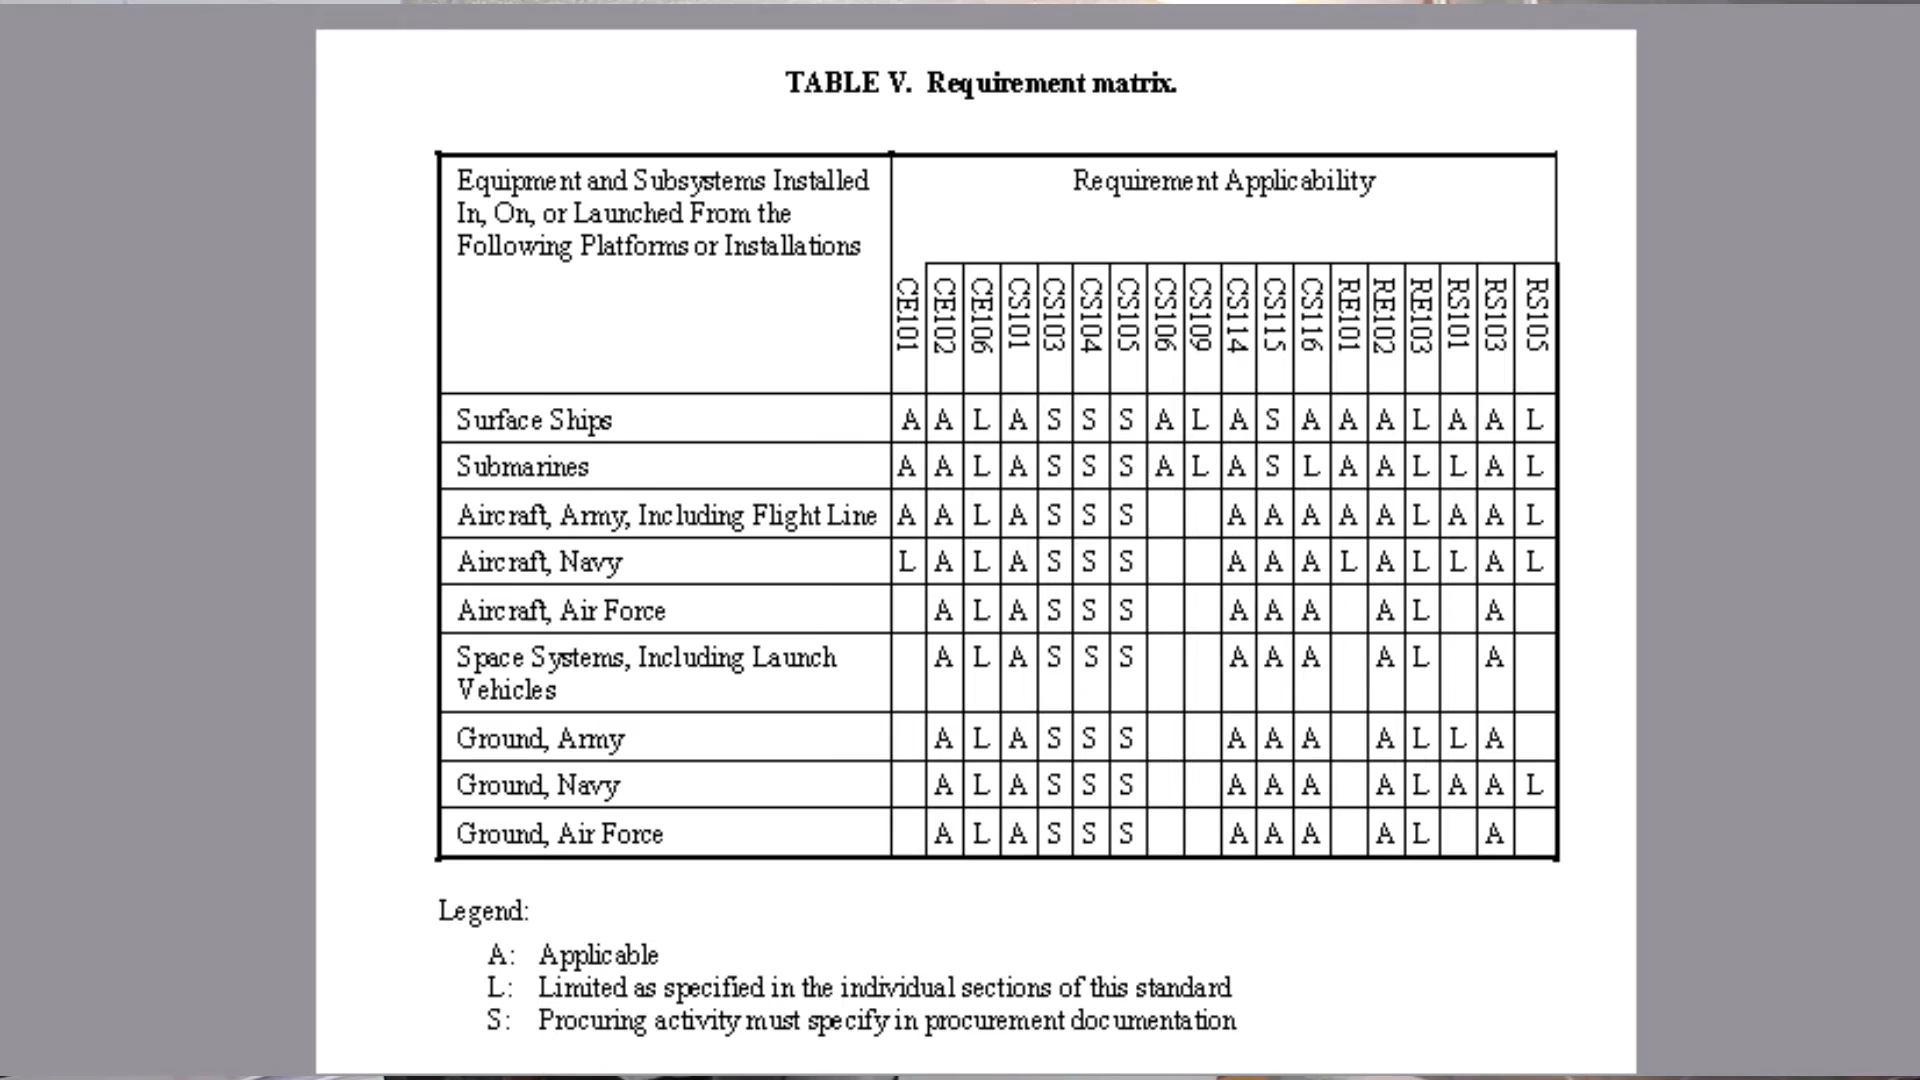 TABLE V. Requirement matrix.
Equipment and Subsystems Installed
In, On, or Launched From the
Following Platforms or Installations
Requirement Applicability
CE101 CE102 CE106 CS101 CS103 CS104 CS105 CS106 CS109 CS114 CS115 CS116 RE101 RE102 RE103 RS101 RS103 RS105
Surface Ships A A L A S S S A L A S A A A L A A L
Submarines A A L A S S S A L A S L A A L L A L
Aircraft, Army, Including Flight Line A A L A S S S A A A A A L A A L
Aircraft, Navy L A L A S S S A A A L A L L A L
Aircraft, Air Force A L A S S S A A A A L A
Space Systems, Including Launch A L A S S S A A A A L A
Vehicles
Ground, Army A L A S S S A A A A L L A
Ground, Navy A L A S S S A A A A L A A L
Ground, Air Force A L A S S S A A A A L A
Legend:
A: Applicable
L: Limited as specified in the individual sections of this standard
S: Procuring activity must specify in procurement documentation